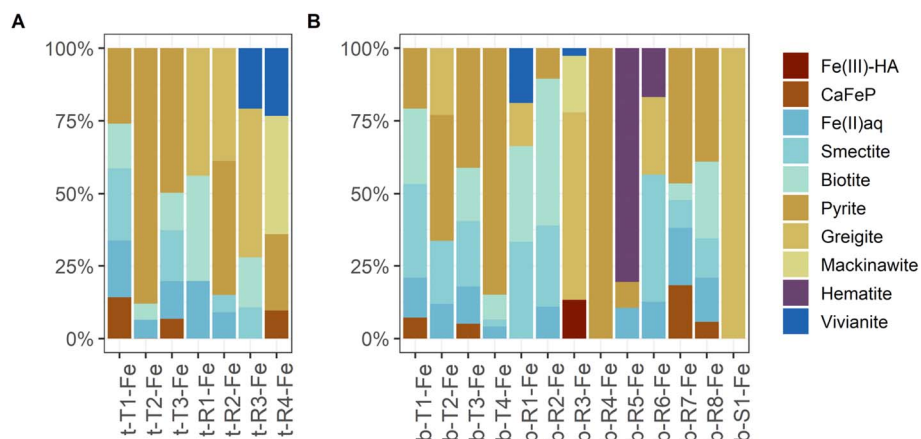 A
B
100%
75%
50%
25%
0%
100%
75%
50%
25%
0%
t-T1-Fe
t-T2-Fe
t-T3-Fe
t-R1-Fe
t-R2-Fe
t-R3-Fe
t-R4-Fe
b-T1-Fe
b-T2-Fe
b-T3-Fe
b-T4-Fe
b-R1-Fe
b-R2-Fe
b-R3-Fe
b-R4-Fe
b-R5-Fe
b-R6-Fe
b-R7-Fe
b-R8-Fe
b-S1-Fe
Fe(III)-HA
CaFeP
Fe(II)aq
Smectite
Biotite
Pyrite
Greigite
Mackinawite
Hematite
Vivianite